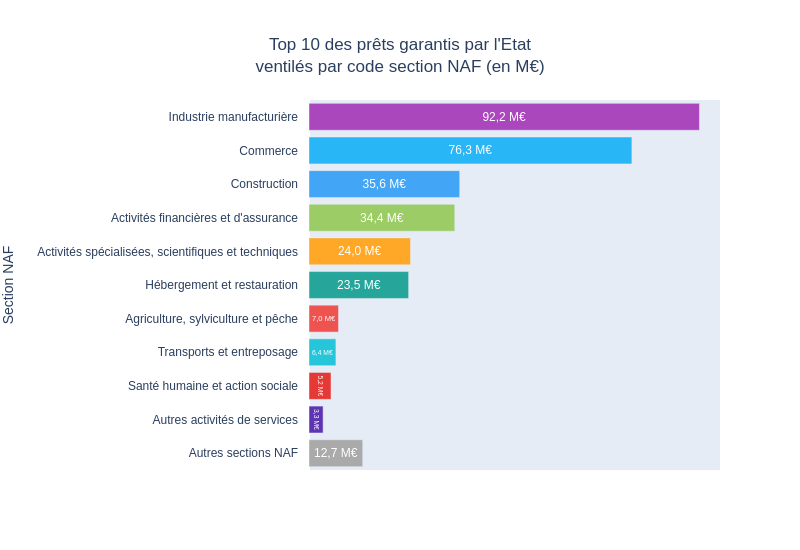 Top 10 des prêts garantis par l'Etat
ventilés par code section NAF (en M€)
Section NAF
Industrie manufacturière 92,2 M€
Commerce 76,3 M€
Construction 35,6 M€
Activités financières et d'assurance 34,4 M€
Activités spécialisées, scientifiques et techniques 24,0 M€
Hébergement et restauration 23,5 M€
Agriculture, sylviculture et pêche 7,0 M€
Transports et entreposage 6,4 M€
Santé humaine et action sociale 5,2 M€
Autres activités de services 3,3 M€
Autres sections NAF 12,7 M€